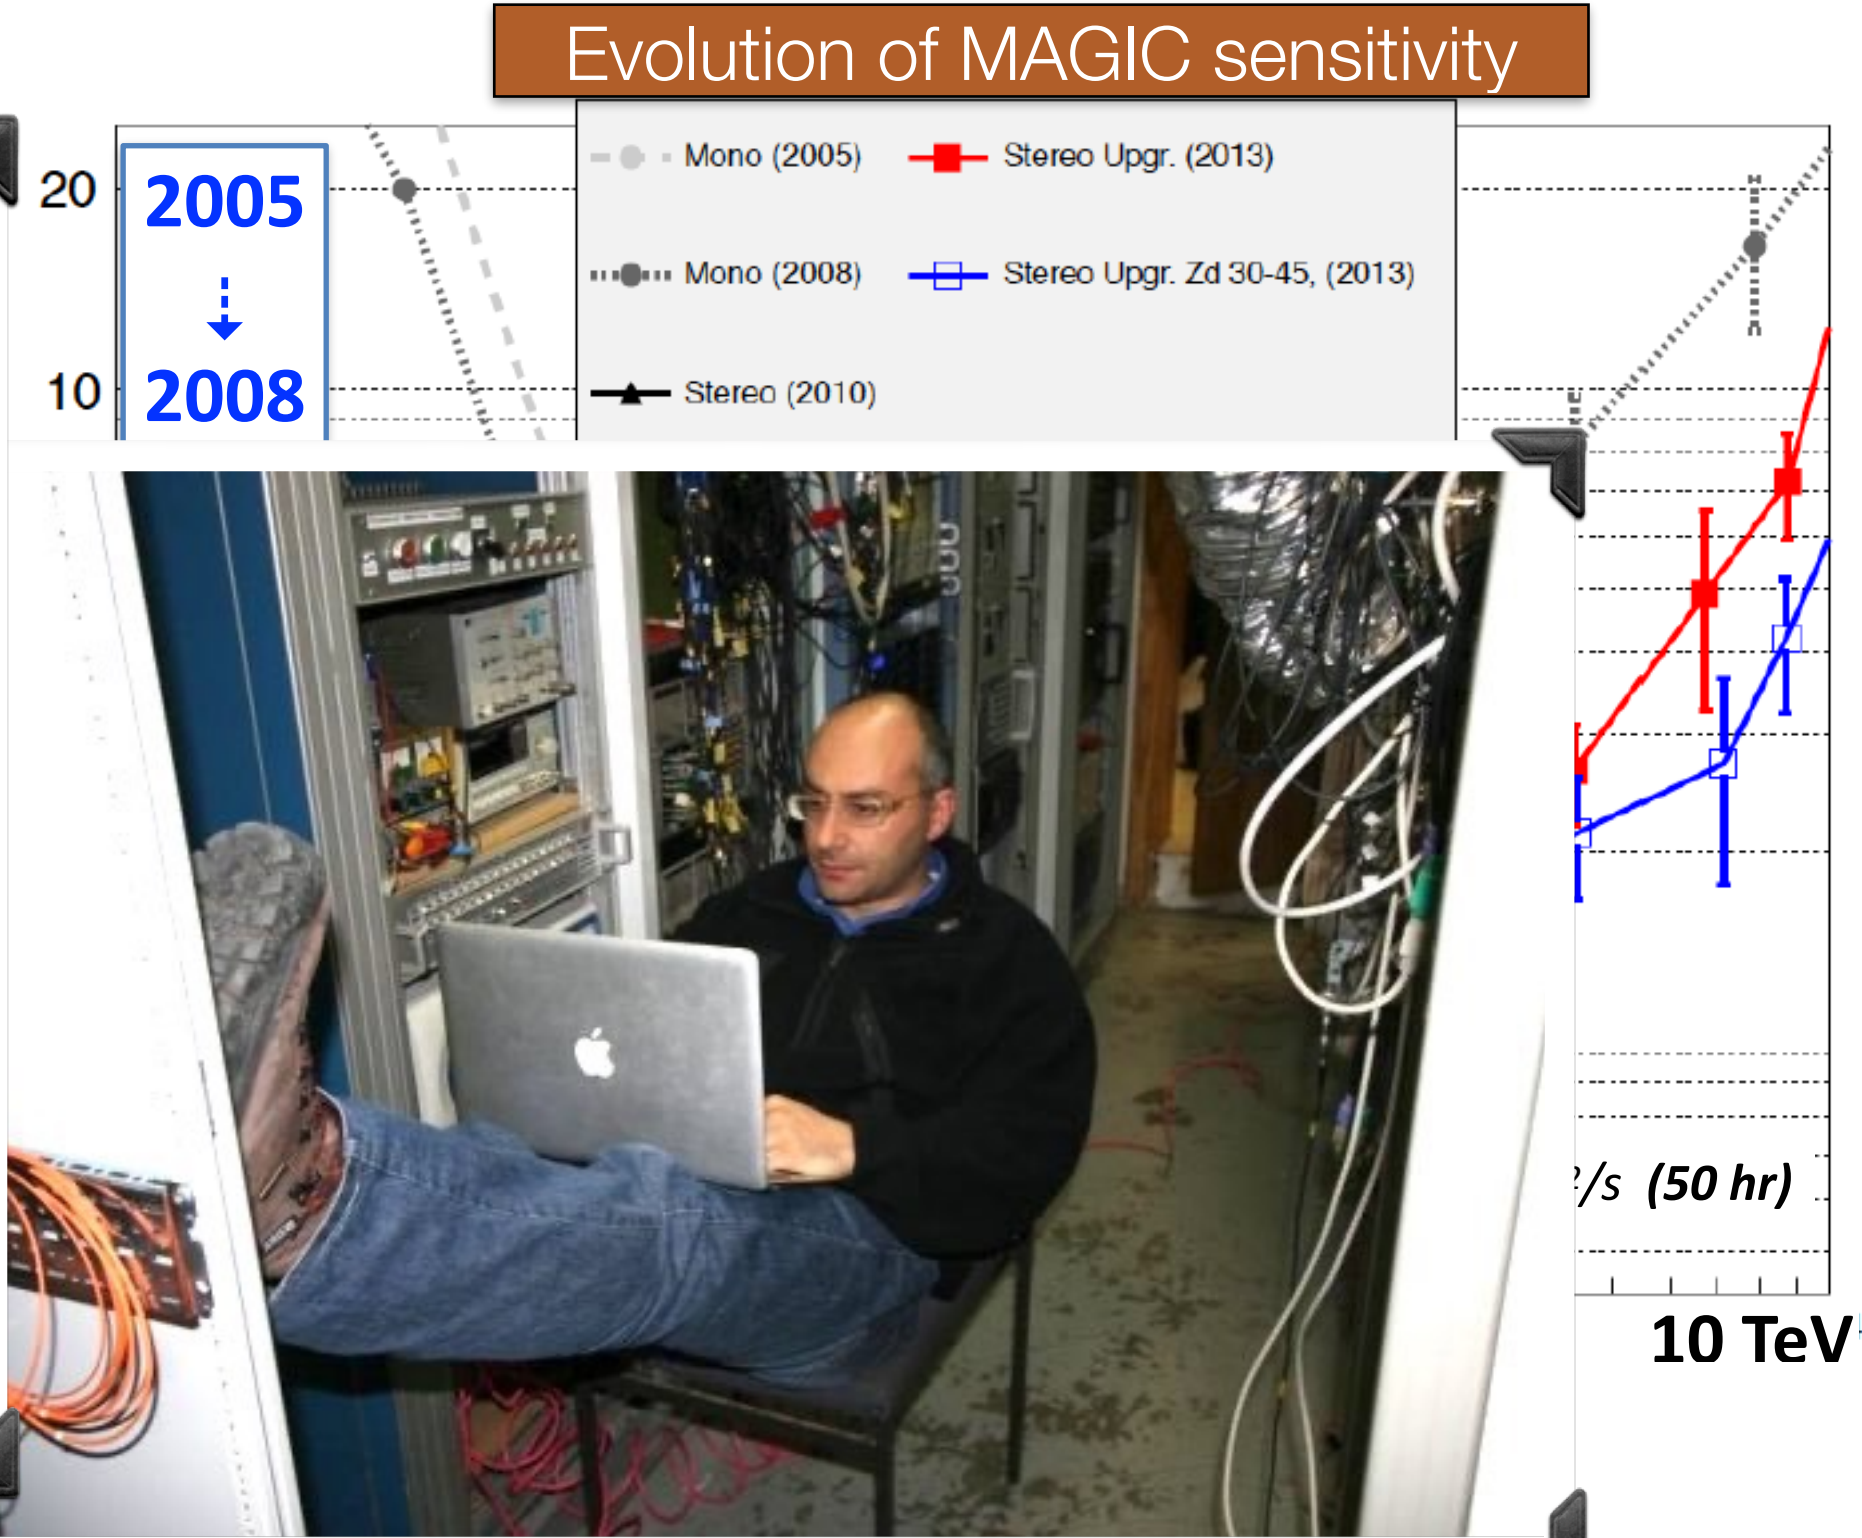 Evolution of MAGIC sensitivity
Mono (2005)
Stereo Upgr. (2013)
Mono (2008)
Stereo Upgr. Zd 30-45, (2013)
Stereo (2010)
20
10
2005
2008
/s (50 hr)
10 TeV